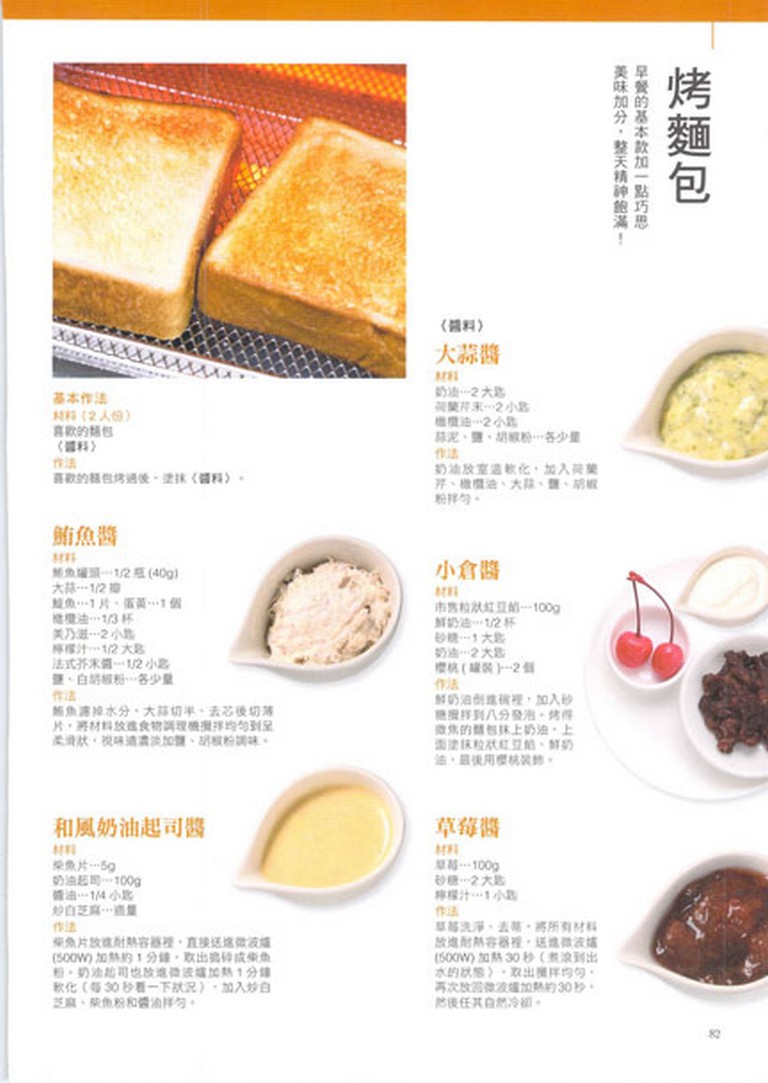 烤麵包
早餐的基本款加一點巧思
美味加分，整天精神飽滿！
基本作法
材料（2人份）
喜歡的麵包
〈醬料〉
作法
喜歡的麵包烤過後，塗抹〈醬料〉。
〈醬料〉
大蒜醬
材料
奶油…2大匙
荷蘭芹末…2小匙
橄欖油…2小匙
蒜泥、鹽、胡椒粉…各少量
作法
奶油放室溫軟化，加入荷蘭
芹、橄欖油、大蒜、鹽、胡椒
粉拌勻。
鮪魚醬
材料
鮪魚罐頭…1/2 瓶 (40g)
大蒜…1/2 瓣
鯷魚…1 片、蛋黃…1 個
橄欖油…1/3 杯
美乃滋…2 小匙
檸檬汁…1/2 大匙
法式芥末醬…1/2 小匙
鹽、白胡椒粉…各少量
作法
鮪魚濾掉水分，大蒜切半、去芯後切薄
片，將材料放進食物調理機攪拌均勻到呈
柔滑狀，視味道濃淡加鹽、胡椒粉調味。
小倉醬
材料
市售粒狀紅豆餡…100g
鮮奶油…1/2 杯
砂糖…1 大匙
奶油…2 大匙
櫻桃 ( 罐裝 )…2 個
作法
鮮奶油倒進碗裡，加入砂
糖攪拌到八分發泡。烤得
微焦的麵包抹上奶油，上
面塗抹粒狀紅豆餡、鮮奶
油，最後用櫻桃裝飾。
和風奶油起司醬
材料
柴魚片…5g
奶油起司…100g
醬油…1/4 小匙
炒白芝麻…適量
作法
柴魚片放進耐熱容器裡，直接送進微波爐
(500W) 加熱約 1 分鐘，取出搗碎成柴魚
粉。奶油起司也放進微波爐加熱 1 分鐘
軟化（每 30 秒看一下狀況），加入炒白
芝麻、柴魚粉和醬油拌勻。
草莓醬
材料
草莓…100g
砂糖…2 大匙
檸檬汁…1 小匙
作法
草莓洗淨、去蒂，將所有材料
放進耐熱容器裡，送進微波爐
(500W) 加熱 30 秒（煮滾到出
水的狀態），取出攪拌均勻，
再次放回微波爐加熱約 30 秒，
然後任其自然冷卻。
82